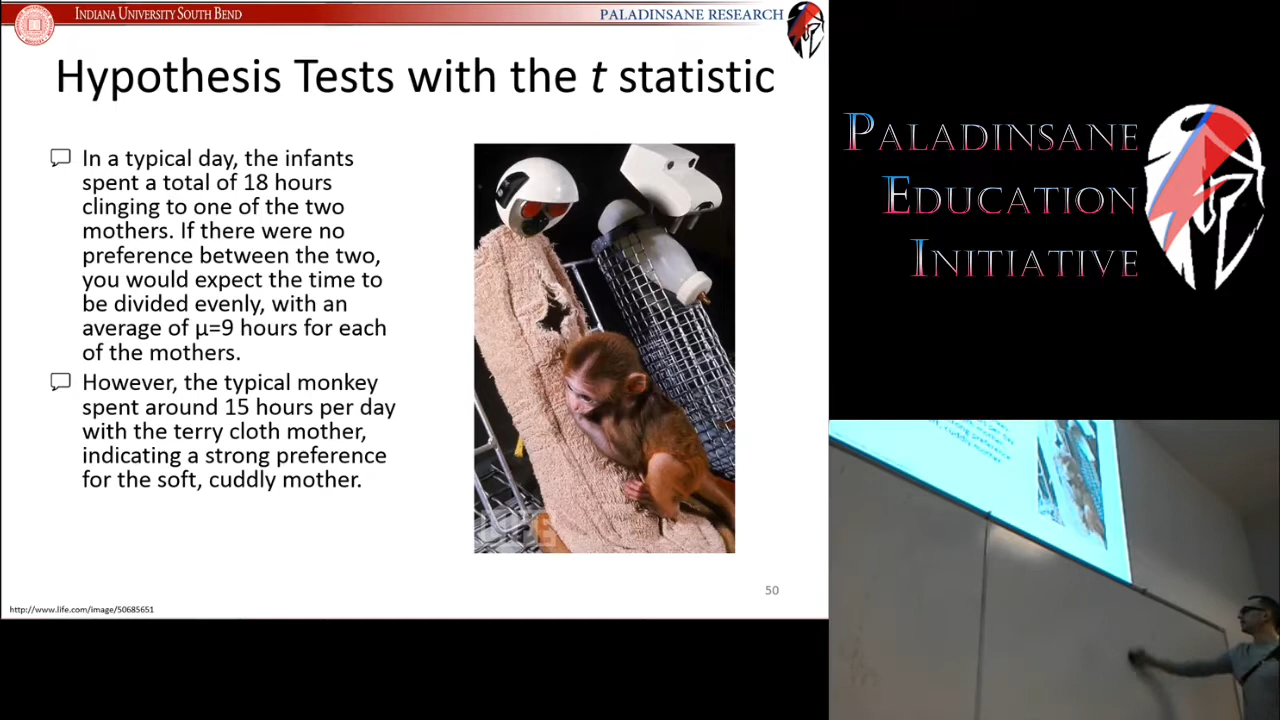 INDIANA UNIVERSITY SOUTH BEND
PALADINSANE RESEARCH
Hypothesis Tests with the t statistic
In a typical day, the infants
spent a total of 18 hours
clinging to one of the two
mothers. If there were no
preference between the two,
you would expect the time to
be divided evenly, with an
average of μ=9 hours for each
of the mothers.
However, the typical monkey
spent around 15 hours per day
with the terry cloth mother,
indicating a strong preference
for the soft, cuddly mother.
50
http://www.life.com/image/50685651
PALADINSANE
EDUCATION
INITIATIVE